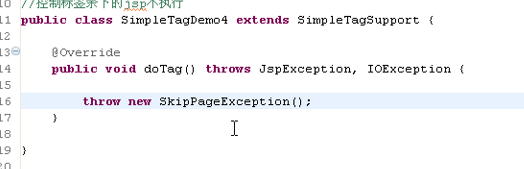 10 //控制标签余下的jsp不执行
11 public class SimpleTagDemo4 extends SimpleTagSupport {
12
13 @Override
14 public void doTag() throws JspException, IOException {
15
16 throw new SkipPageException();
17 }
18
19 }
20